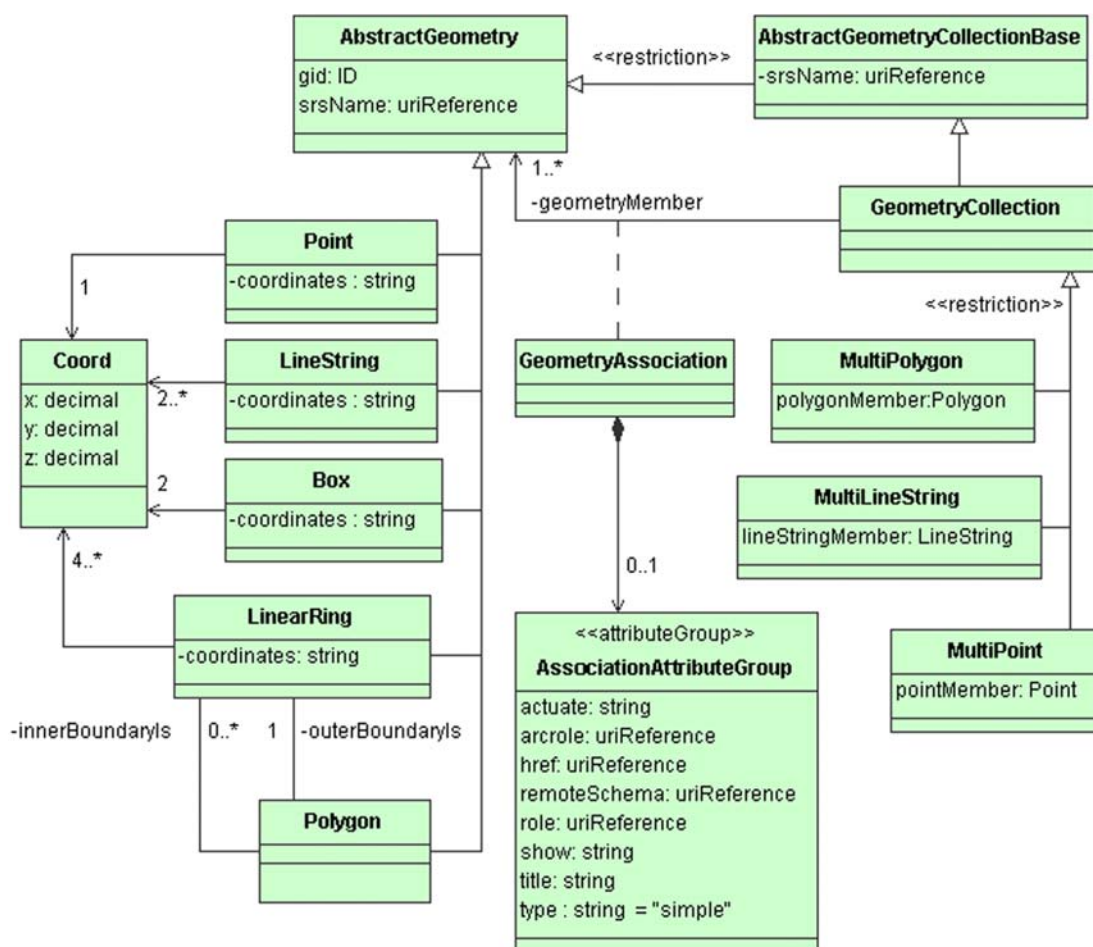 AbstractGeometry
gid: ID
srsName: uriReference
<<restriction>>
AbstractGeometryCollectionBase
-srsName: uriReference
1..*
-geometryMember
GeometryCollection
Point
-coordinates : string
1
<<restriction>>
Coord
x: decimal
y: decimal
z: decimal
LineString
-coordinates : string
2..*
GeometryAssociation
MultiPolygon
polygonMember:Polygon
Box
-coordinates : string
2
MultiLineString
lineStringMember: LineString
4..*
0..1
LinearRing
-coordinates: string
<<attributeGroup>>
AssociationAttributeGroup
actuate: string
arcrole: uriReference
href: uriReference
remoteSchema: uriReference
role: uriReference
show: string
title: string
type : string = "simple"
MultiPoint
pointMember: Point
-innerBoundaryIs
0..*
1
-outerBoundaryIs
Polygon